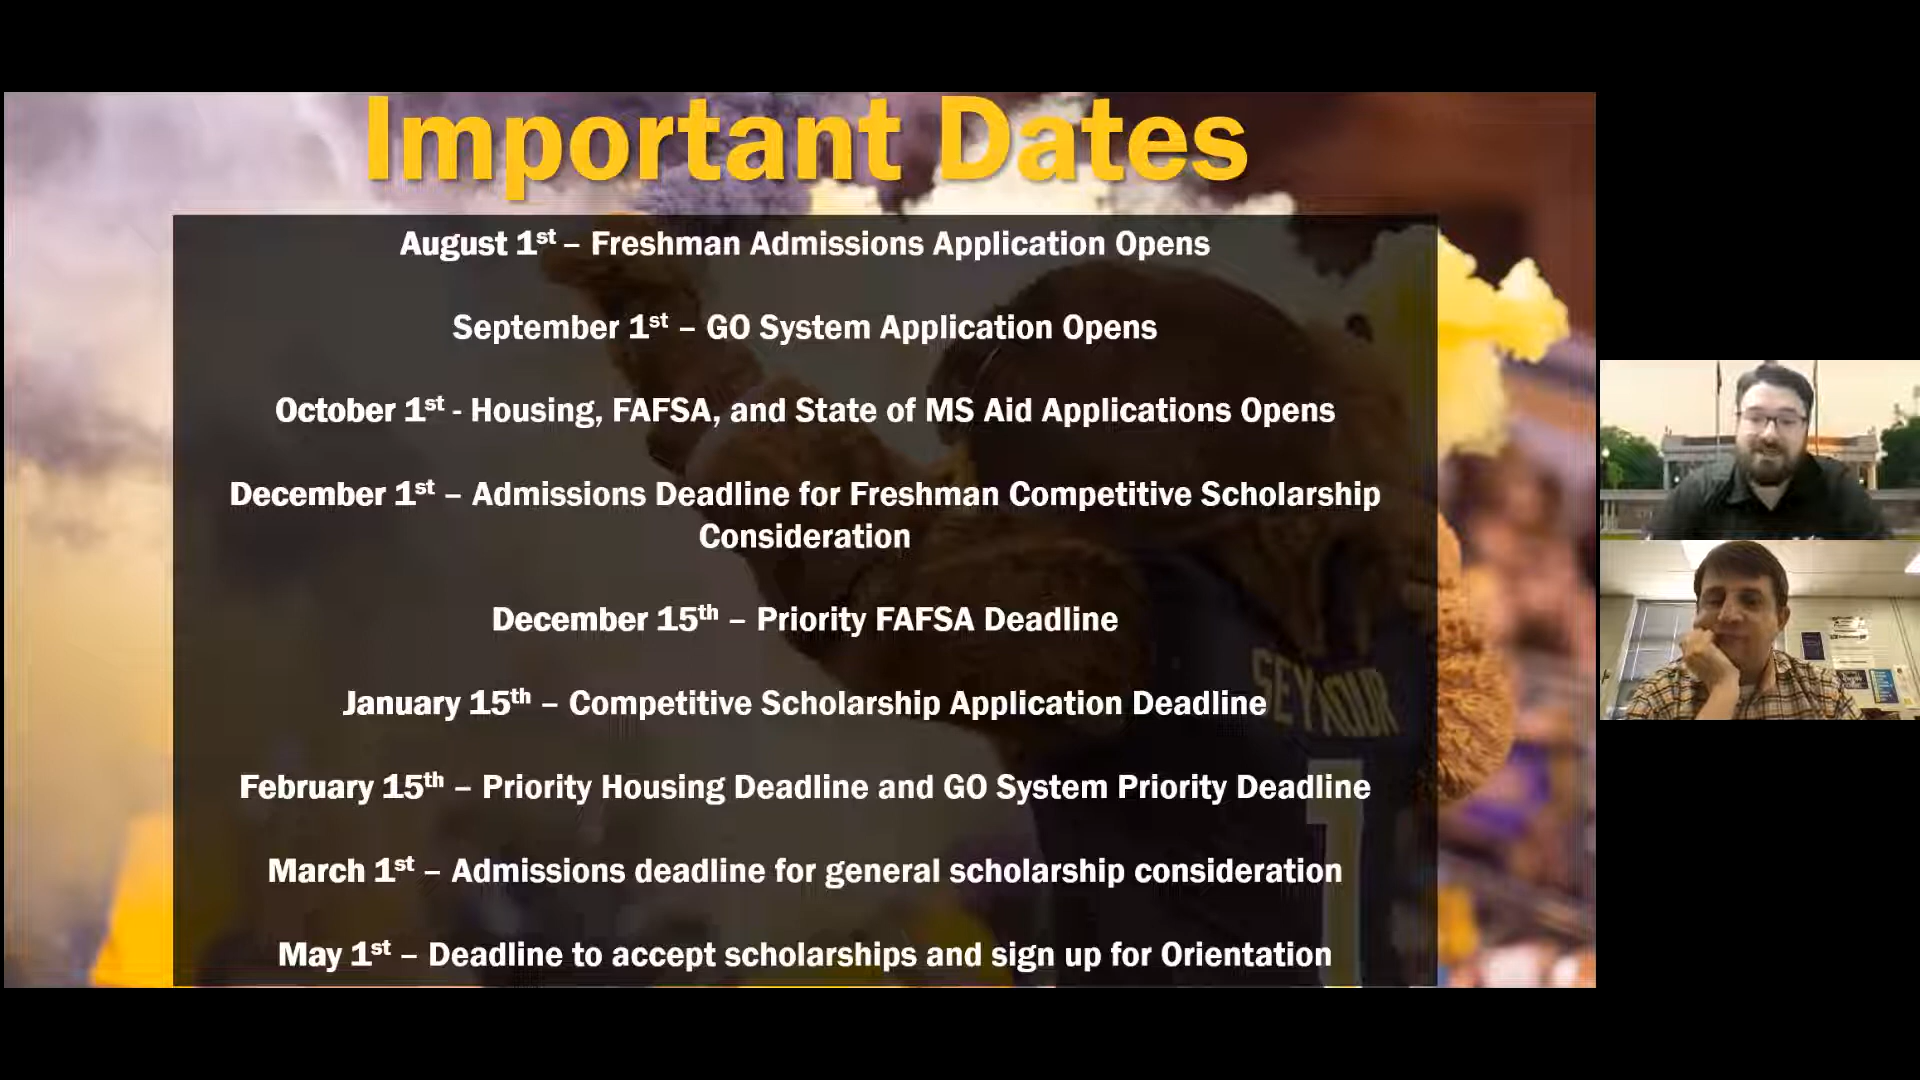 Important Dates
August 1st – Freshman Admissions Application Opens
September 1st – GO System Application Opens
October 1st - Housing, FAFSA, and State of MS Aid Applications Opens
December 1st – Admissions Deadline for Freshman Competitive Scholarship
Consideration
December 15th – Priority FAFSA Deadline
January 15th – Competitive Scholarship Application Deadline
February 15th – Priority Housing Deadline and GO System Priority Deadline
March 1st – Admissions deadline for general scholarship consideration
May 1st – Deadline to accept scholarships and sign up for Orientation
SEYMOUR
1